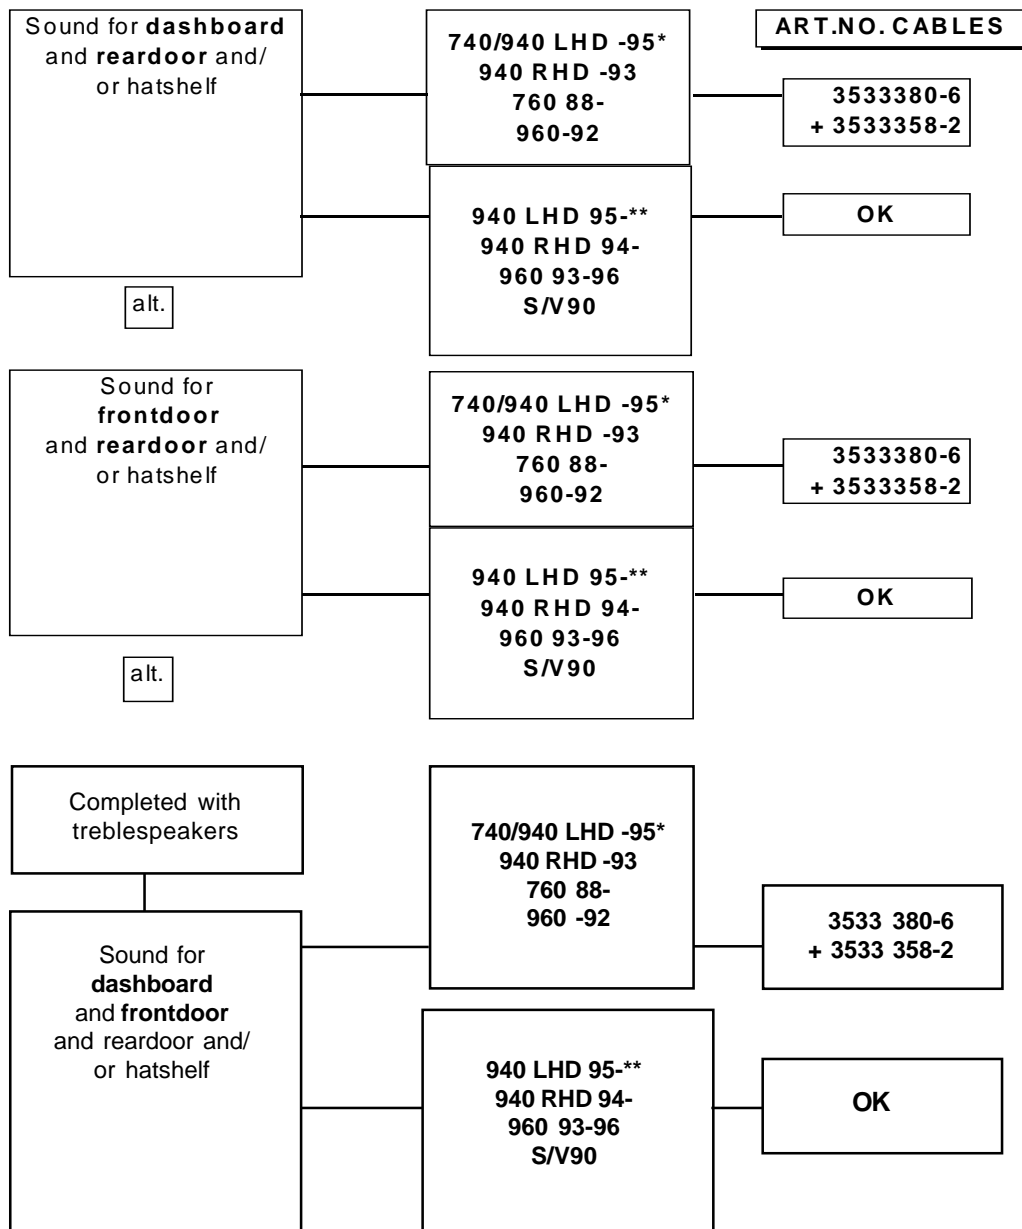 Sound for dashboard
and reardoor and/
or hatshelf
740/940 LHD -95*
940 RHD -93
760 88-
960-92
ART.NO. CABLES
3533380-6
+ 3533358-2
940 LHD 95-**
940 RHD 94-
960 93-96
S/V90
OK
alt.
Sound for
frontdoor
and reardoor and/
or hatshelf
740/940 LHD -95*
940 RHD -93
760 88-
960-92
3533380-6
+ 3533358-2
940 LHD 95-**
940 RHD 94-
960 93-96
S/V90
OK
alt.
Completed with
treblespeakers
740/940 LHD -95*
940 RHD -93
760 88-
960 -92
3533 380-6
+ 3533 358-2
Sound for
dashboard
and frontdoor
and reardoor and/
or hatshelf
940 LHD 95-**
940 RHD 94-
960 93-96
S/V90
OK